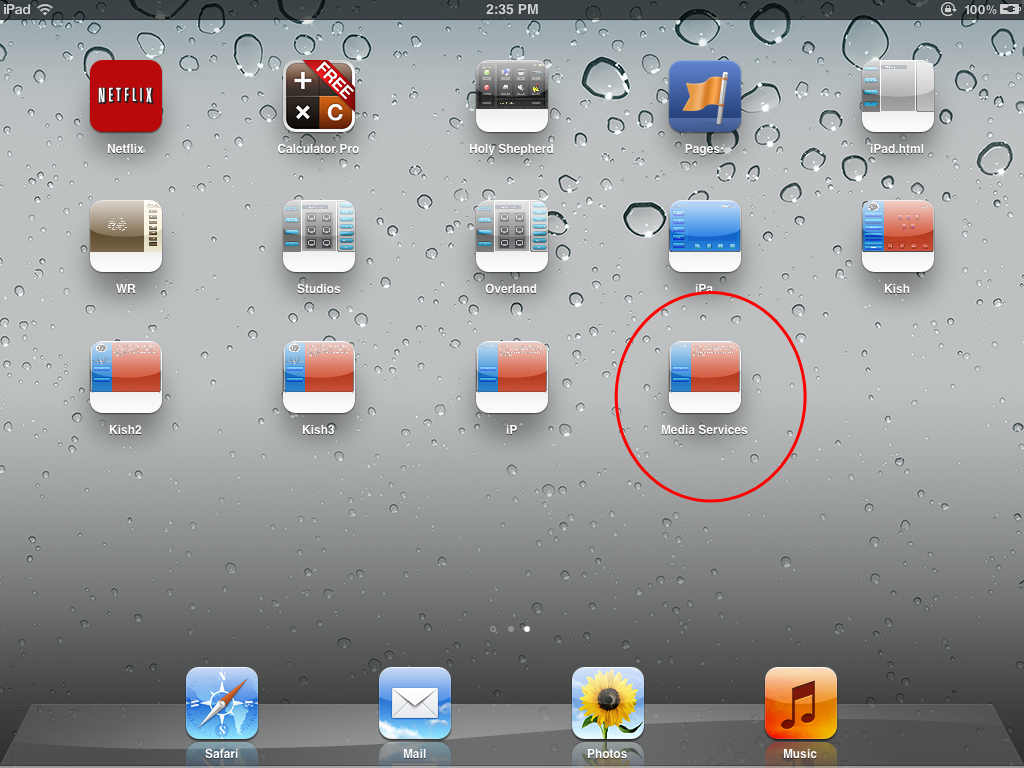 iPad
2:35 PM
100%
NETFLIX
FREE
C
Netflix
Calculator Pro
Holy Shepherd
Pages
iPad.html
WR
Studios
Overland
iPa
Kish
Kish2
Kish3
iP
Media Services
N
S
Safari
Mail
Photos
Music